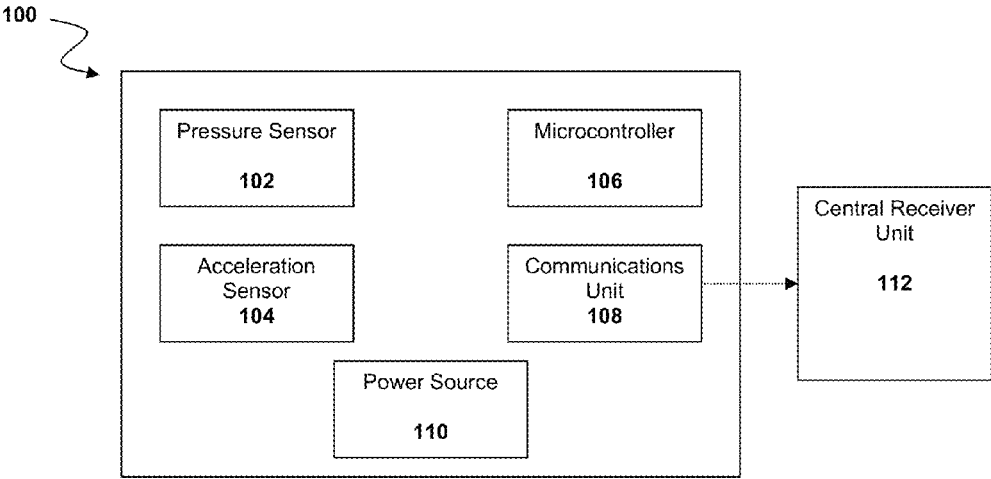 100
Pressure Sensor
102
Microcontroller
106
Acceleration
Sensor
104
Communications
Unit
108
Power Source
110
Central Receiver
Unit
112